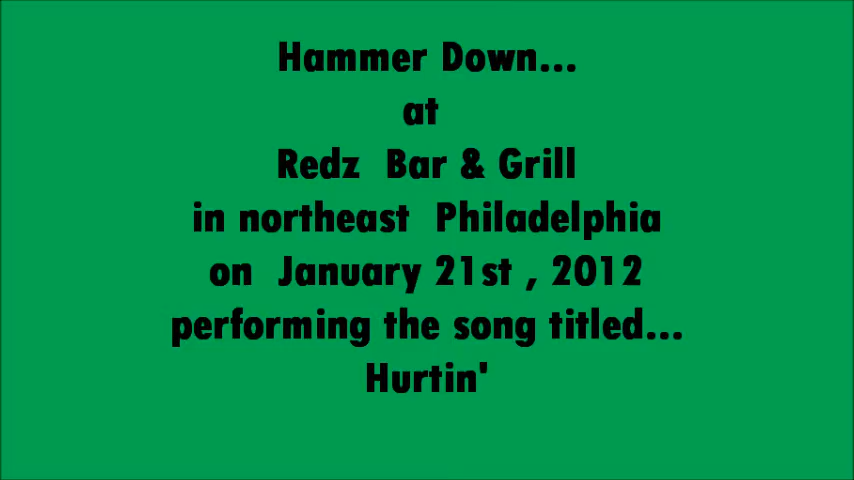 Hammer Down...
at
Redz Bar & Grill
in northeast Philadelphia
on January 21st , 2012
performing the song titled...
Hurtin'